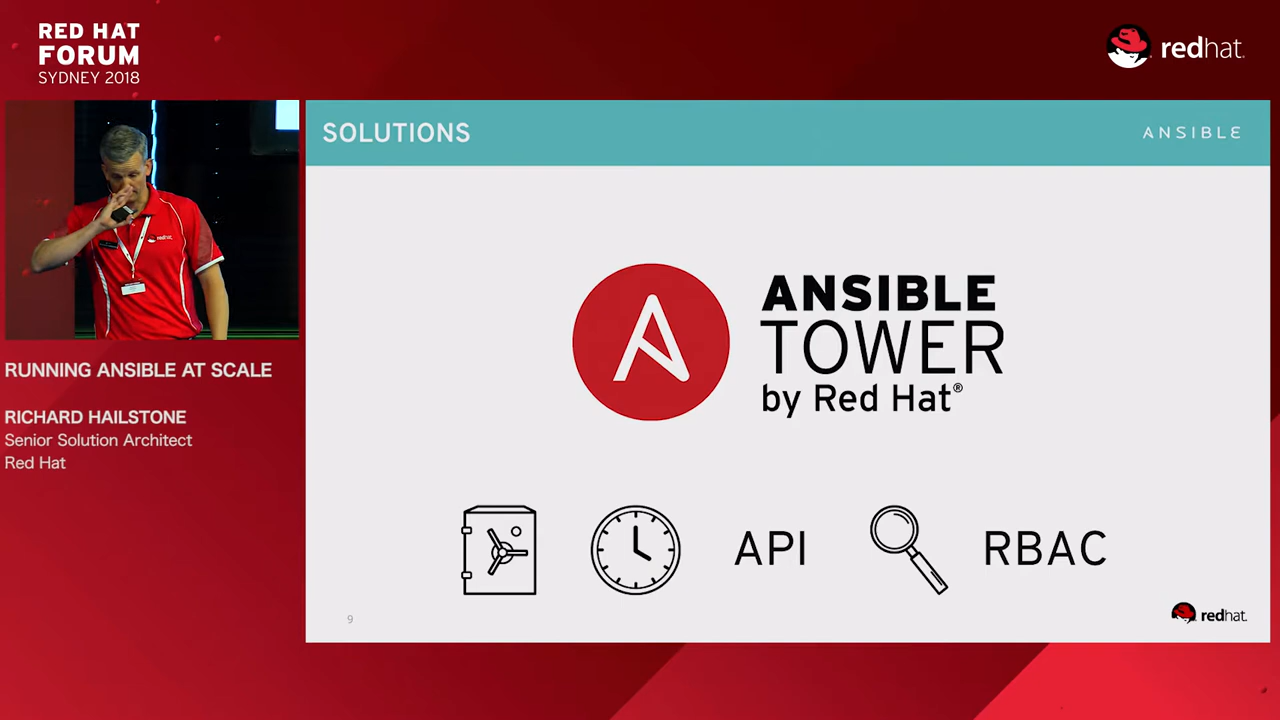 RED HAT
FORUM
SYDNEY 2018
redhat.
SOLUTIONS
ANSIBLE
redhat.
RUNNING ANSIBLE AT SCALE
RICHARD HAILSTONE
Senior Solution Architect
Red Hat
ANSIBLE
TOWER
by Red Hat®
API
RBAC
9
redhat.